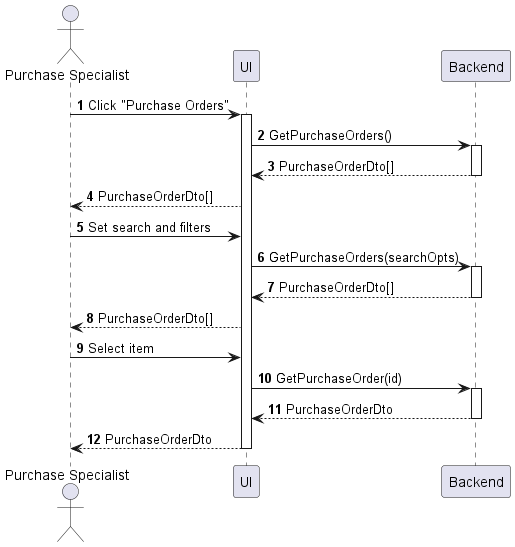 Purchase Specialist
UI
Backend
1 Click "Purchase Orders"
2 GetPurchaseOrders()
3 PurchaseOrderDto[]
4 PurchaseOrderDto[]
5 Set search and filters
6 GetPurchaseOrders(searchOpts)
7 PurchaseOrderDto[]
8 PurchaseOrderDto[]
9 Select item
10 GetPurchaseOrder(id)
11 PurchaseOrderDto
12 PurchaseOrderDto
Purchase Specialist
UI
Backend